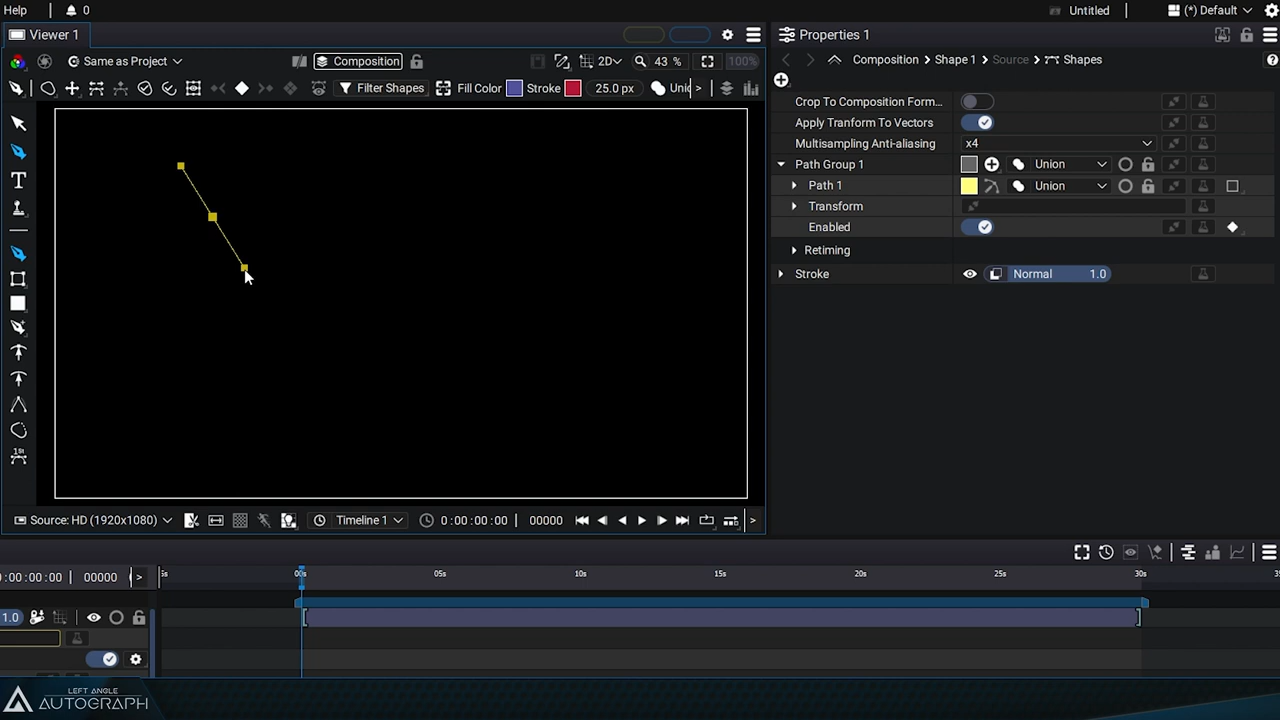 Help 0 Untitled (*) Default
Viewer 1 Properties 1
Same as Project Composition 2D 43 % 100%
Composition Shape 1 Source Shapes
Filter Shapes Fill Color Stroke 25.0 px >
Crop To Composition Form...
Apply Tranform To Vectors
Multisampling Anti-aliasing x4
Path Group 1 Union
Path 1 Union
Transform
Enabled
Retiming
Stroke Normal 1.0
1St
Source: HD (1920x1080) Timeline 1 0:00:00:00 00000 >
:00:00:00 00000 > 00s 05s 10s 15s 20s 25s 30s
1.0
LEFT ANGLE
AUTOGRAPH